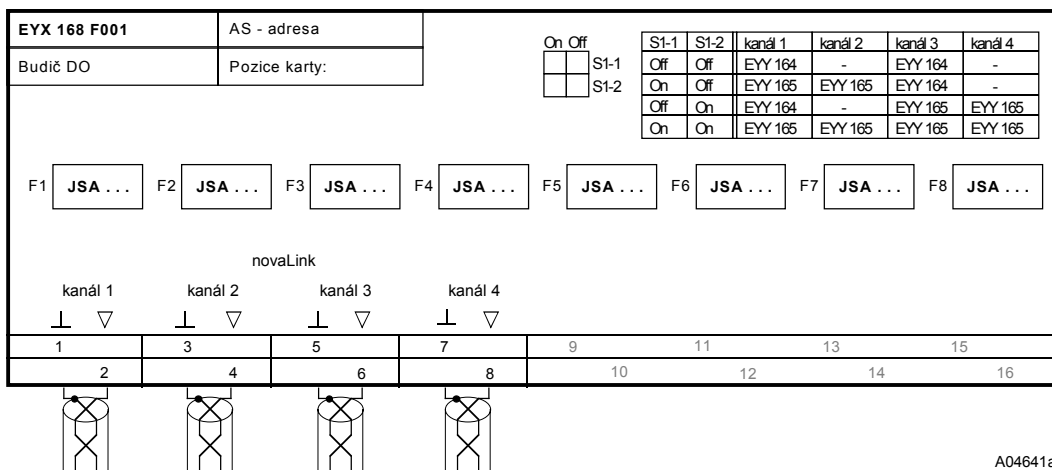 EYX 168 F001 AS - adresa
Budič DO Pozice karty:
On Off
S1-1
S1-2
S1-1 S1-2 kanál 1 kanál 2 kanál 3 kanál 4
Off Off EYY 164 - EYY 164 -
On Off EYY 165 EYY 165 EYY 164 -
Off On EYY 164 - EYY 165 EYY 165
On On EYY 165 EYY 165 EYY 165 EYY 165
F1 JSA . . . F2 JSA . . . F3 JSA . . . F4 JSA . . . F5 JSA . . . F6 JSA . . . F7 JSA . . . F8 JSA . . .
novaLink
kanál 1 kanál 2 kanál 3 kanál 4
1 3 5 7 9 11 13 15
2 4 6 8 10 12 14 16
A04641a